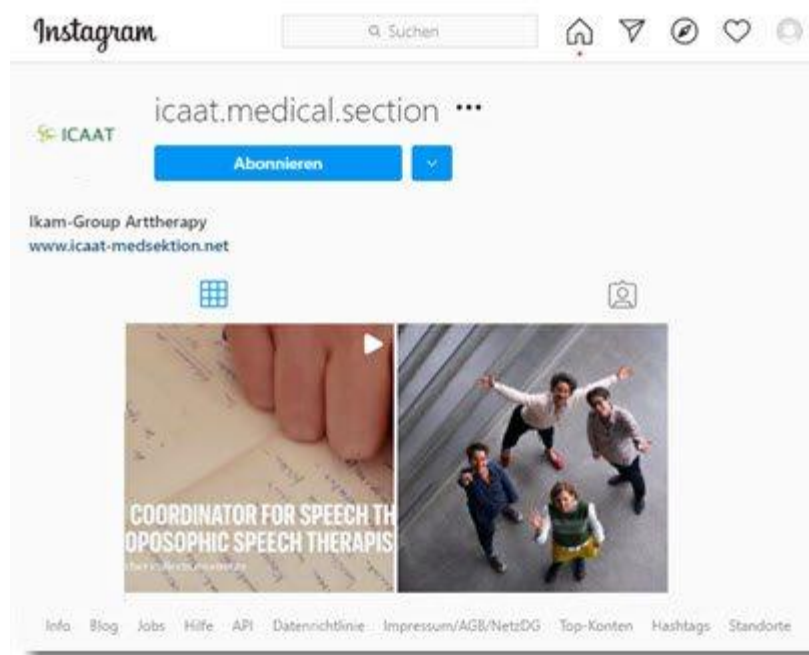 Instagram
Suchen
ICAAT
icaat.medical.section
Abonnieren
Ikam-Group Arttherapy
www.icaat-medsektion.net
COORDINATOR FOR SPEECH TH
OPOSOPHIC SPEECH THERAPIS
Info Blog Jobs Hilfe API Datenrichtlinie Impressum/AGB/NetzDG Top-Konten Hashtags Standorte